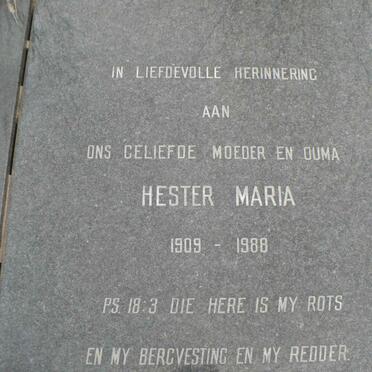 IN LIEFDEVOLLE HERINNERING
AAN
ONS GELIEFDE MOEDER EN OUMA
HESTER MARIA
1909 - 1988
PS. 18:3 DIE HERE IS MY ROTS
EN MY BERGVESTING EN MY REDDER.